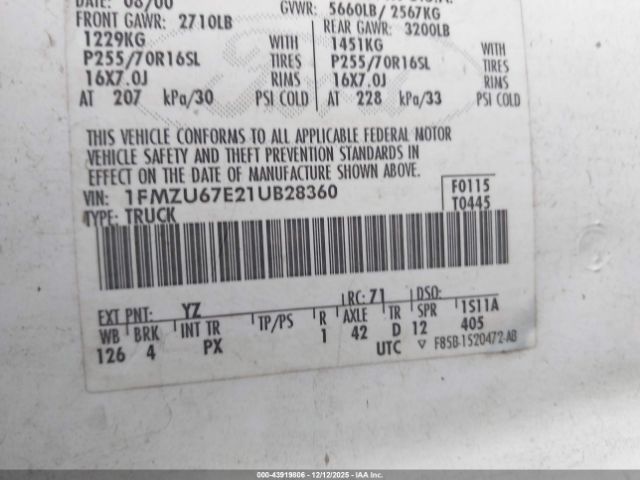 DATE: 08/00
GVWR: 5660LB/ 2567KG
FRONT GAWR: 2710LB REAR GAWR: 3200LB
1229KG WITH 1451KG WITH
P255/70R16SL TIRES P255/70R16SL TIRES
16X7.0J RIMS 16X7.0J RIMS
AT 207 kPa/30 PSI COLD AT 228 kPa/33 PSI COLD
THIS VEHICLE CONFORMS TO ALL APPLICABLE FEDERAL MOTOR
VEHICLE SAFETY AND THEFT PREVENTION STANDARDS IN
EFFECT ON THE DATE OF MANUFACTURE SHOWN ABOVE.
VIN: 1FMZU67E21UB28360 F0115
TYPE: TRUCK T0445
EXT PNT: YZ RC: 71 DSO:
WB BRK INT TR TP/PS R AXLE TR SPR 1S11A
126 4 PX 1 42 D 12 405
UTC ▽ F85B-1520472-AB
000-43919806 - 12/12/2025 - IAA Inc.